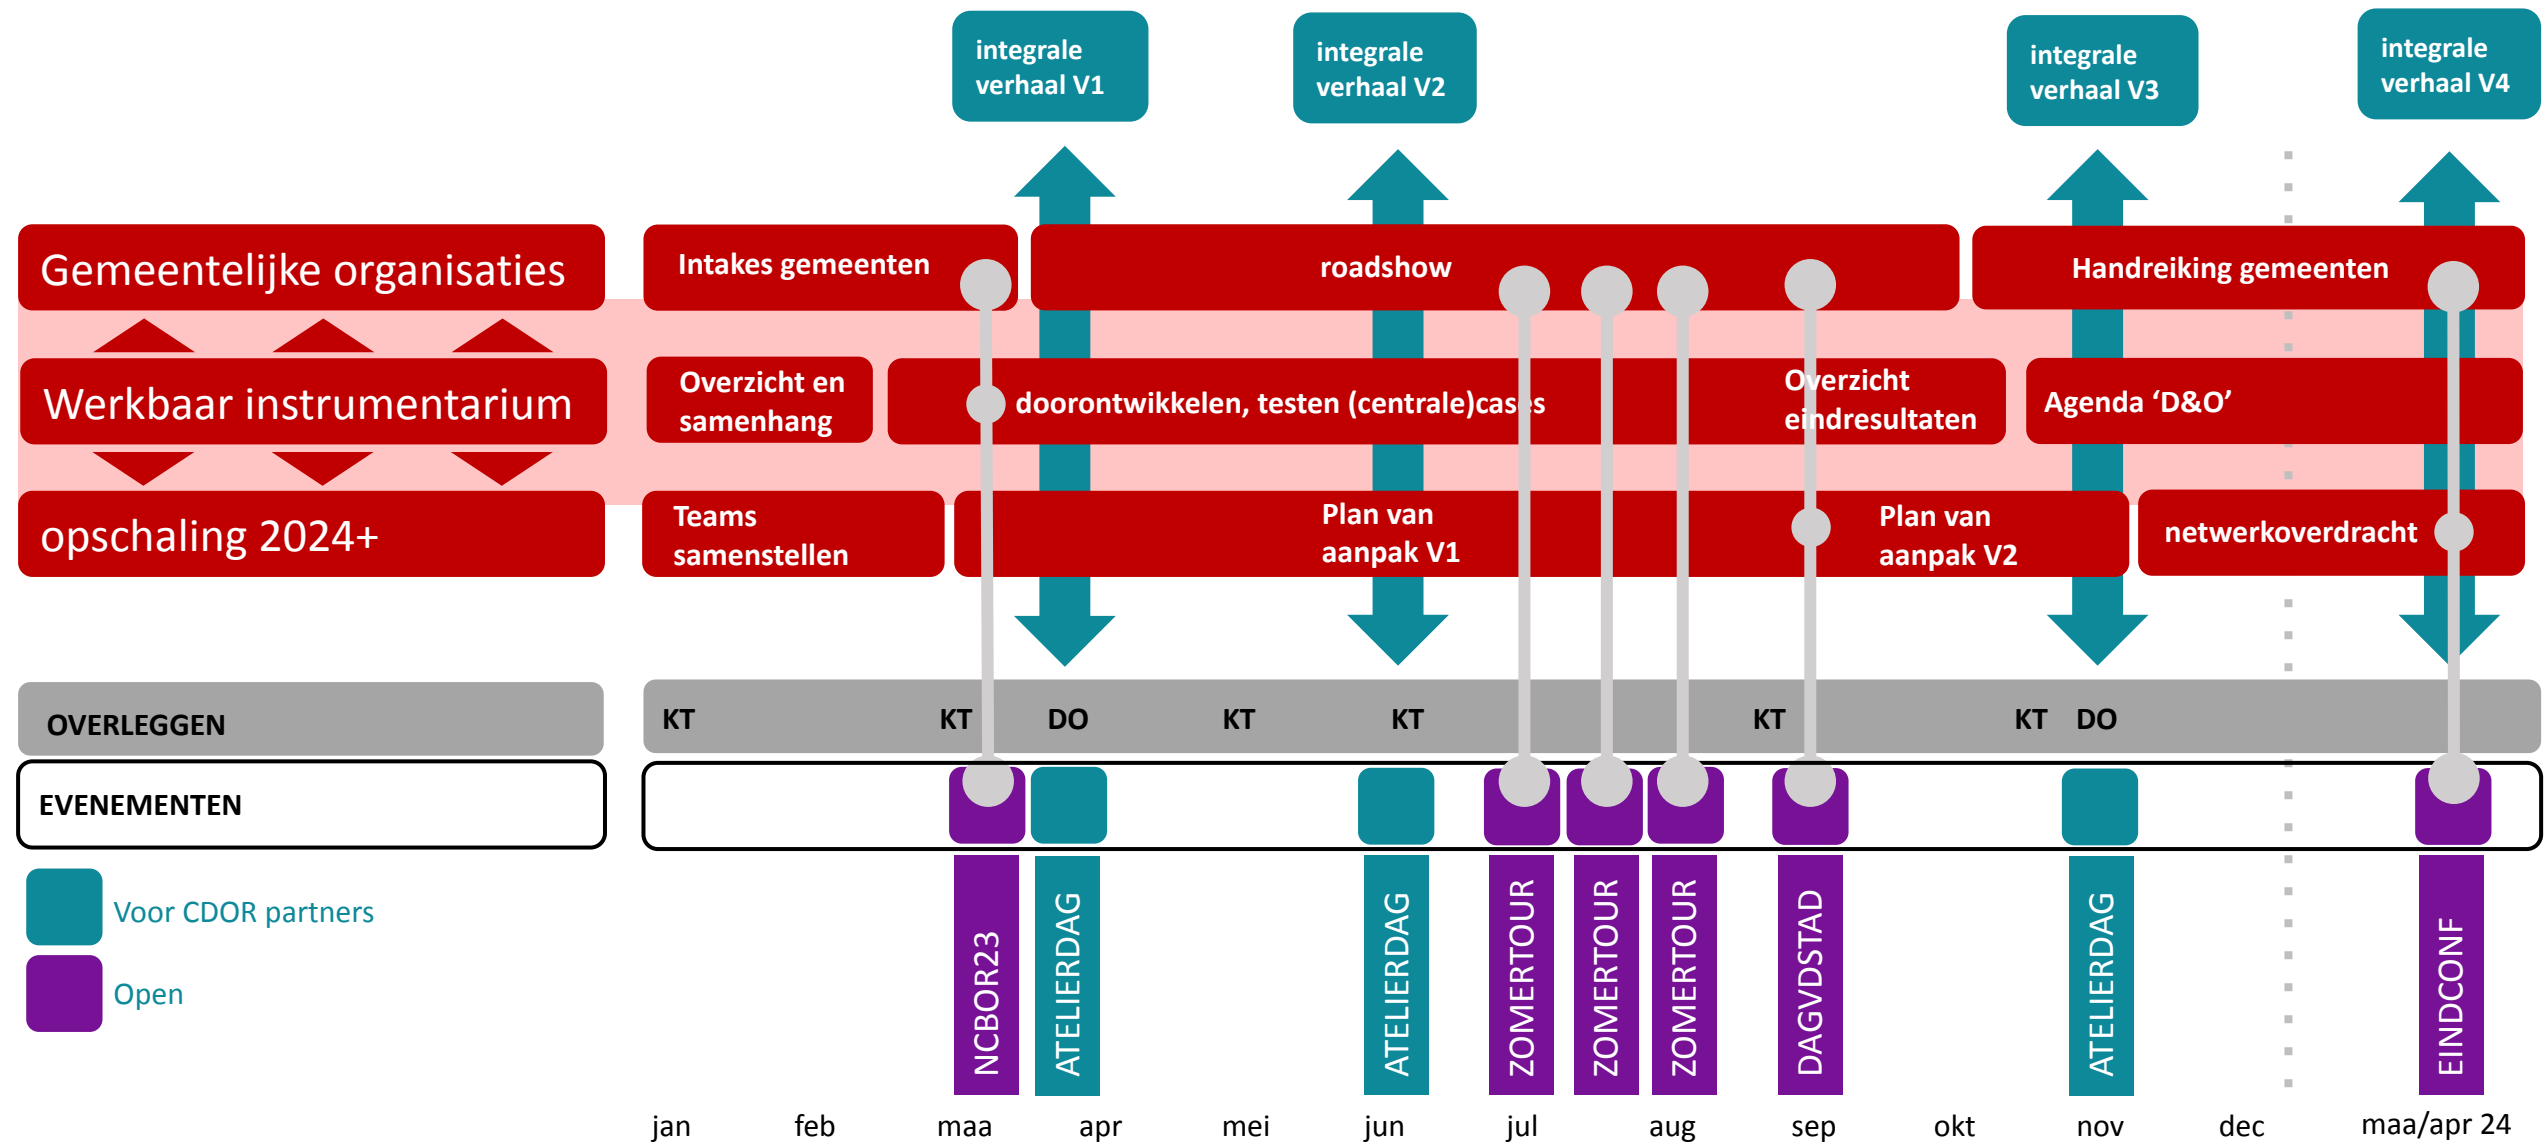 integrale
verhaal V1
integrale
verhaal V2
integrale
verhaal V3
integrale
verhaal V4
Gemeentelijke organisaties
Intakes gemeenten
roadshow
Handreiking gemeenten
Werkbaar instrumentarium
Overzicht en
samenhang
doorontwikkelen, testen (centrale)cases
Overzicht
eindresultaten
Agenda ‘D&O’
opschaling 2024+
Teams
samenstellen
Plan van
aanpak V1
Plan van
aanpak V2
netwerkoverdracht
OVERLEGGEN
KT KT DO KT KT KT KT DO
EVENEMENTEN
Voor CDOR partners
Open
NCBOR23
ATELIERDAG
ATELIERDAG
ZOMERTOUR
ZOMERTOUR
ZOMERTOUR
DAGVDSTAD
ATELIERDAG
EINDCONF
jan feb maa apr mei jun jul aug sep okt nov dec maa/apr 24